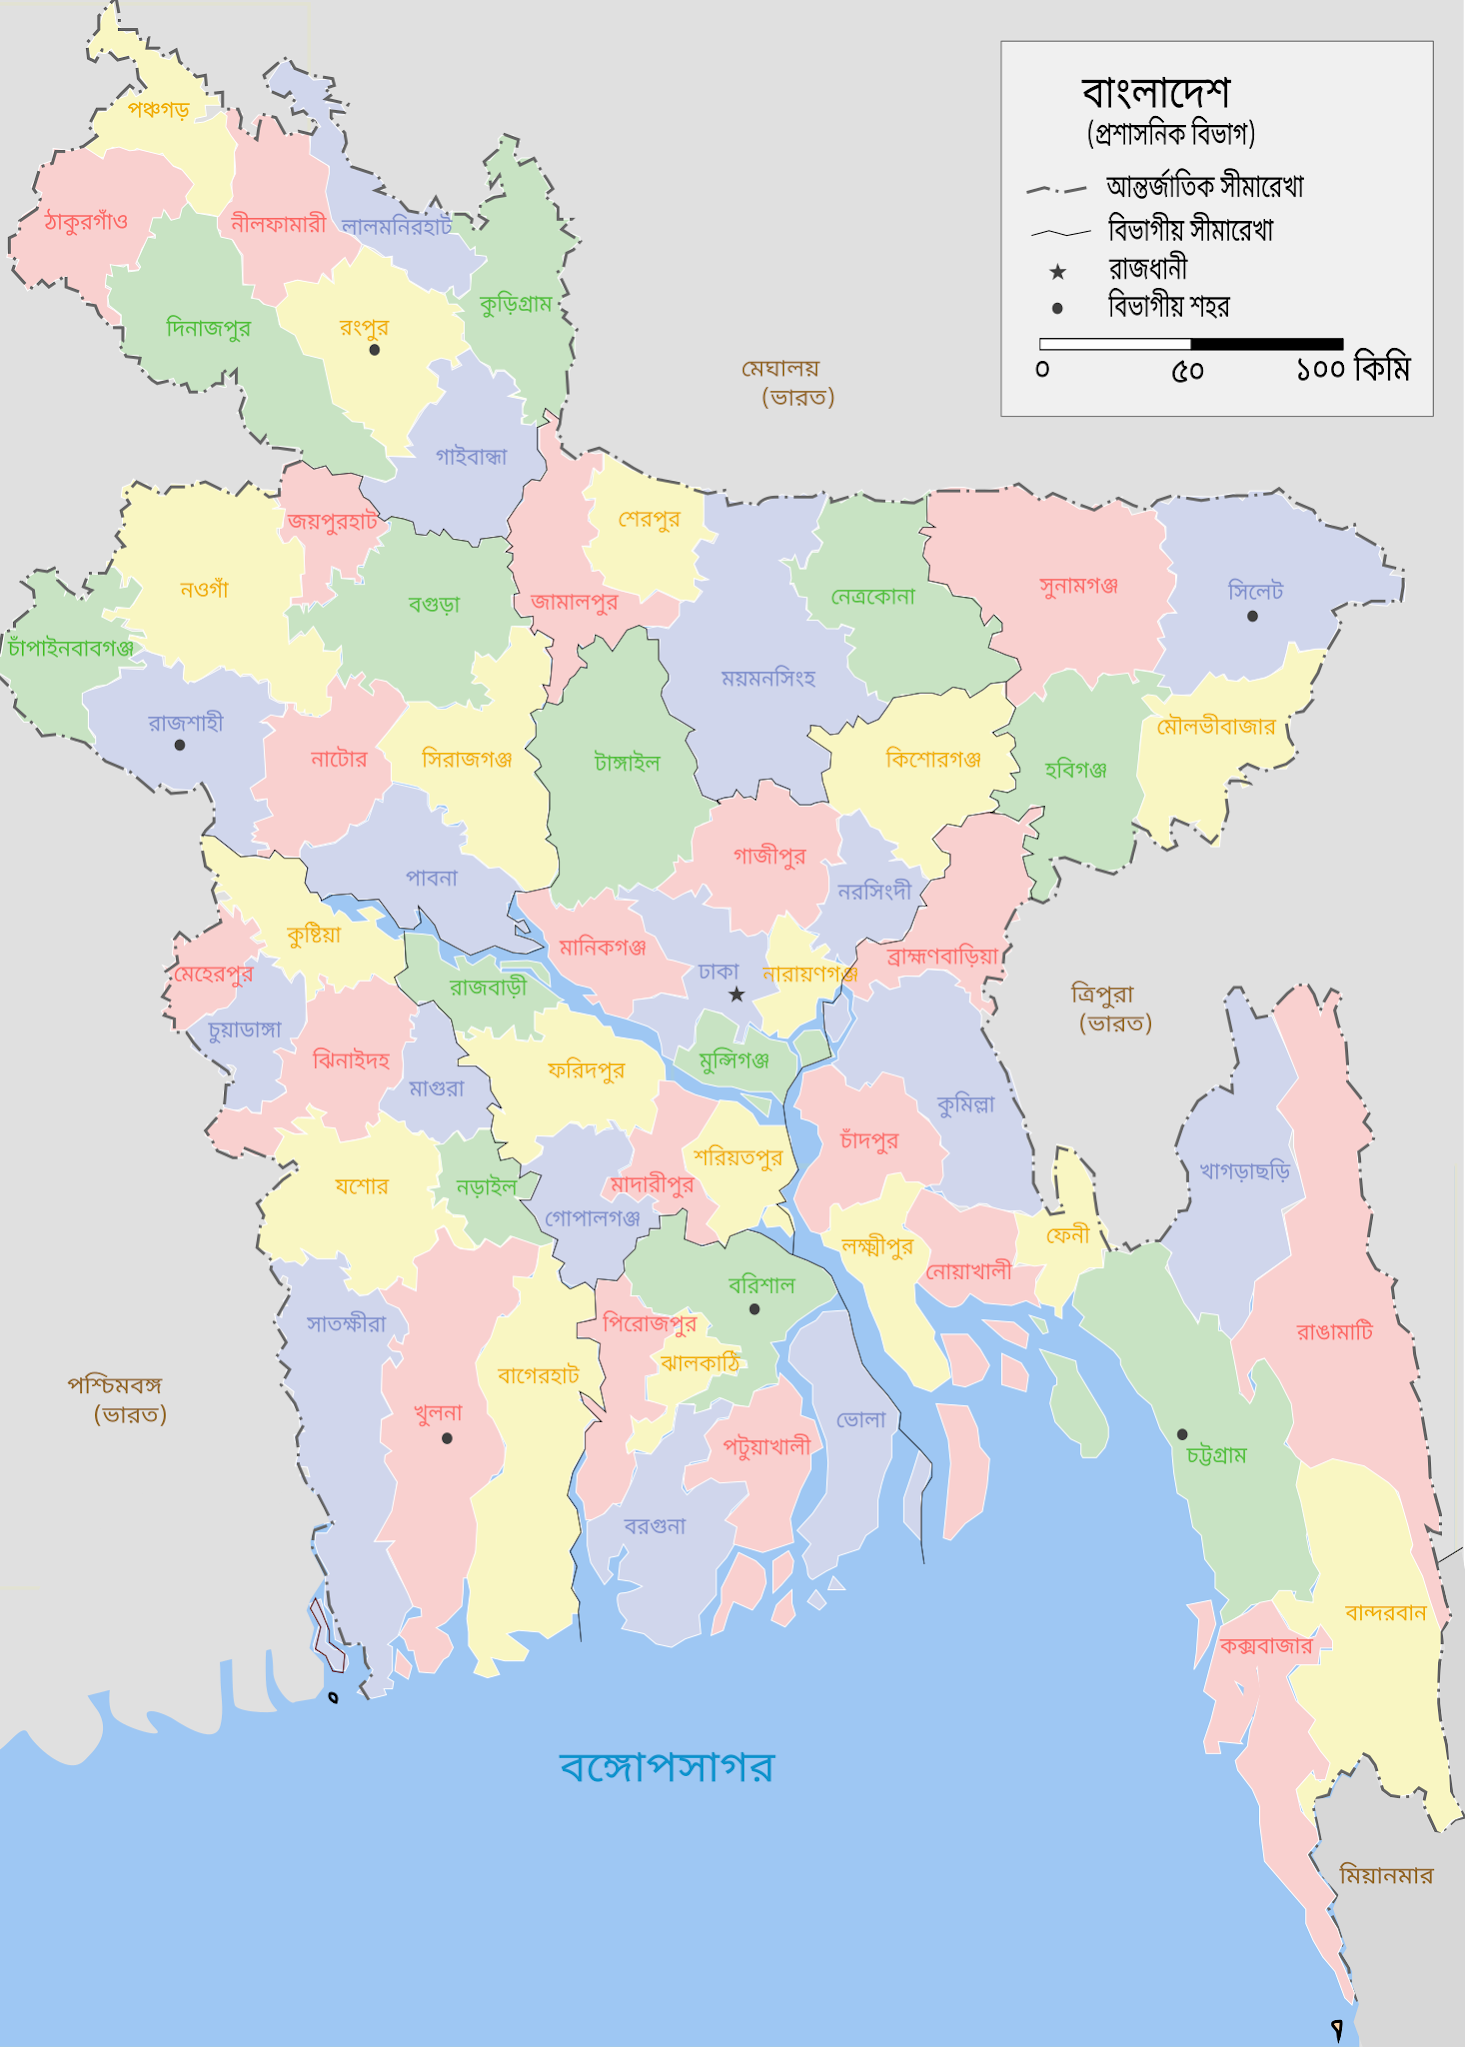 বাংলাদেশ
(প্রশাসনিক বিভাগ)
আন্তর্জাতিক সীমারেখা
বিভাগীয় সীমারেখা
রাজধানী
বিভাগীয় শহর
০ ৫০ ১০০ কিমি
পঞ্চগড়
ঠাকুরগাঁও
নীলফামারী
লালমনিরহাট
কুড়িগ্রাম
দিনাজপুর
রংপুর
মেঘালয়
(ভারত)
গাইবান্ধা
জয়পুরহাট
শেরপুর
নওগাঁ
বগুড়া
জামালপুর
নেত্রকোনা
সুনামগঞ্জ
সিলেট
চাঁপাইনবাবগঞ্জ
ময়মনসিংহ
রাজশাহী
নাটোর
সিরাজগঞ্জ
টাঙ্গাইল
কিশোরগঞ্জ
হবিগঞ্জ
মৌলভীবাজার
পাবনা
গাজীপুর
নরসিংদী
কুষ্টিয়া
মানিকগঞ্জ
ব্রাহ্মণবাড়িয়া
মেহেরপুর
রাজবাড়ী
ঢাকা
নারায়ণগঞ্জ
ত্রিপুরা
(ভারত)
চুয়াডাঙ্গা
ঝিনাইদহ
মাগুরা
ফরিদপুর
মুন্সিগঞ্জ
কুমিল্লা
চাঁদপুর
যশোর
নড়াইল
গোপালগঞ্জ
মাদারীপুর
শরিয়তপুর
খাগড়াছড়ি
লক্ষ্মীপুর
নোয়াখালী
ফেনী
বরিশাল
সাতক্ষীরা
পিরোজপুর
রাঙামাটি
ঝালকাঠি
বাগেরহাট
পশ্চিমবঙ্গ
(ভারত)
খুলনা
ভোলা
পটুয়াখালী
চট্টগ্রাম
বরগুনা
বান্দরবান
কক্সবাজার
বঙ্গোপসাগর
মিয়ানমার